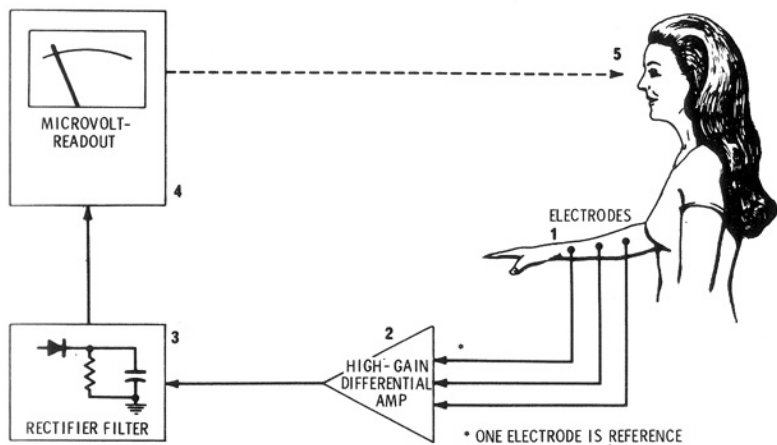 5
MICROVOLT-
READOUT
4
ELECTRODES
1
3
2
*
HIGH-GAIN
DIFFERENTIAL
AMP
RECTIFIER FILTER
* ONE ELECTRODE IS REFERENCE